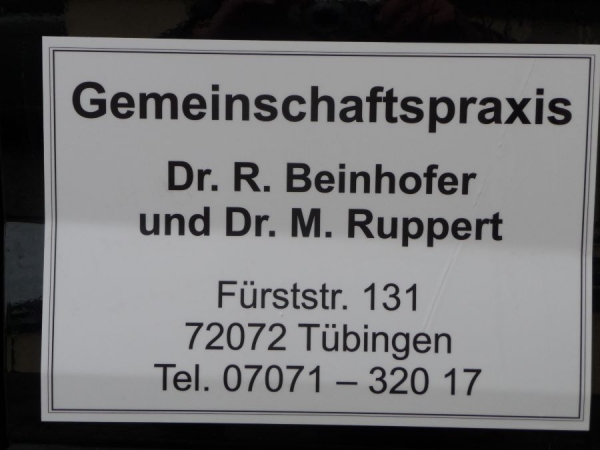 Gemeinschaftspraxis
Dr. R. Beinhofer
und Dr. M. Ruppert
Fürststr. 131
72072 Tübingen
Tel. 07071 – 320 17